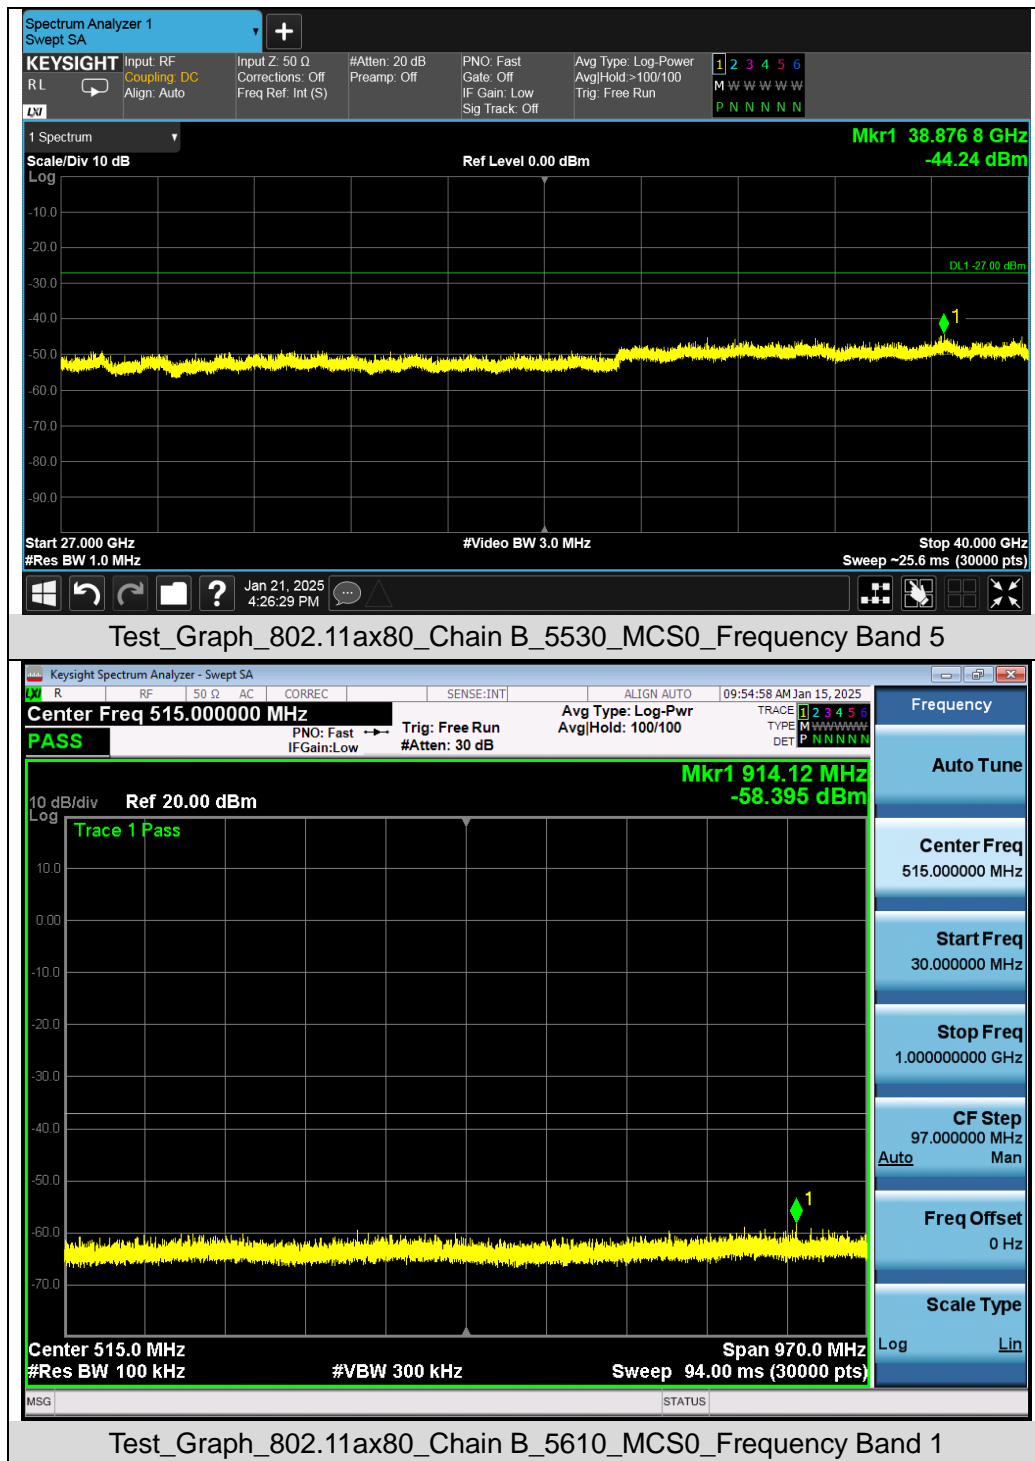 Spectrum Analyzer 1
Swept SA
KEYSIGHT
R L
LXI
Input: RF
Coupling: DC
Align: Auto
Input Z: 50 Ω
Corrections: Off
Freq Ref: Int (S)
#Atten: 20 dB
Preamp: Off
PNO: Fast
Gate: Off
IF Gain: Low
Sig Track: Off
Avg Type: Log-Power
Avg|Hold:>100/100
Trig: Free Run
1 2 3 4 5 6
M W W W W W
P N N N N N
1 Spectrum
Mkr1 38.876 8 GHz
Scale/Div 10 dB
Ref Level 0.00 dBm
-44.24 dBm
Log
-10.0
-20.0
DL1 -27.00 dBm
-30.0
1
-40.0
-50.0
-60.0
-70.0
-80.0
-90.0
Start 27.000 GHz
#Video BW 3.0 MHz
Stop 40.000 GHz
#Res BW 1.0 MHz
Sweep ~25.6 ms (30000 pts)
?
Jan 21, 2025
4:26:29 PM
Test_Graph_802.11ax80_Chain B_5530_MCS0_Frequency Band 5
Keysight Spectrum Analyzer - Swept SA
LXI R RF 50 Ω AC CORREC SENSE:INT ALIGN AUTO 09:54:58 AM Jan 15, 2025
Center Freq 515.000000 MHz
PASS
PNO: Fast
IFGain:Low
Trig: Free Run
#Atten: 30 dB
Avg Type: Log-Pwr
Avg|Hold: 100/100
TRACE 1 2 3 4 5 6
TYPE M W W W W W
DET P N N N N N
Frequency
Auto Tune
Center Freq
515.000000 MHz
Start Freq
30.000000 MHz
Stop Freq
1.000000000 GHz
CF Step
97.000000 MHz
Auto Man
Freq Offset
0 Hz
Scale Type
Log Lin
Mkr1 914.12 MHz
-58.395 dBm
10 dB/div Ref 20.00 dBm
Log
Trace 1 Pass
10.0
0.00
-10.0
-20.0
-30.0
-40.0
-50.0
1
-60.0
-70.0
Center 515.0 MHz
Span 970.0 MHz
#Res BW 100 kHz
#VBW 300 kHz
Sweep 94.00 ms (30000 pts)
MSG
STATUS
Test_Graph_802.11ax80_Chain B_5610_MCS0_Frequency Band 1